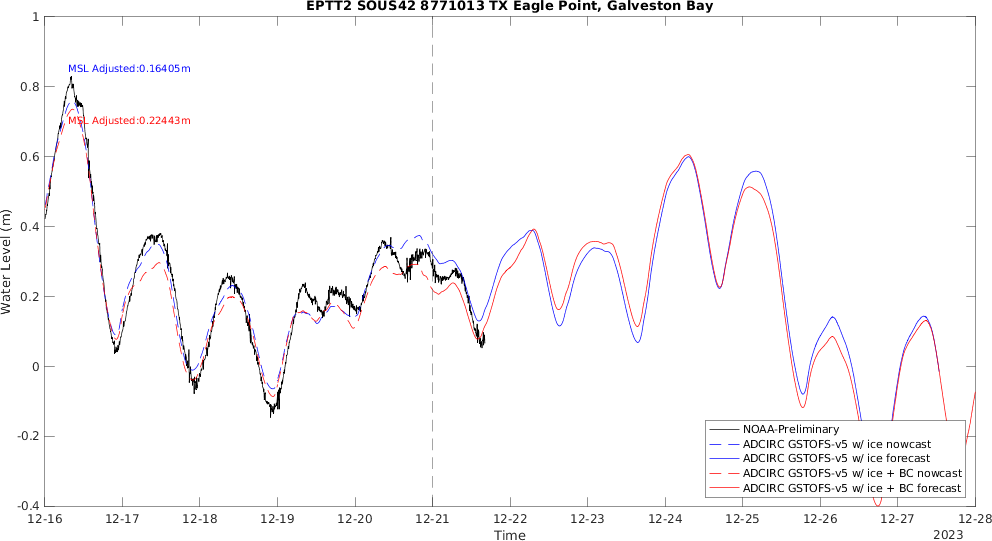 EPTT2 SOUS42 8771013 TX Eagle Point, Galveston Bay
1
0.8
0.6
0.4
0.2
0
-0.2
-0.4
Water Level (m)
MSL Adjusted:0.16405m
MSL Adjusted:0.22443m
NOAA-Preliminary
ADCIRC GSTOFS-v5 w/ ice nowcast
ADCIRC GSTOFS-v5 w/ ice forecast
ADCIRC GSTOFS-v5 w/ ice + BC nowcast
ADCIRC GSTOFS-v5 w/ ice + BC forecast
12-16 12-17 12-18 12-19 12-20 12-21 12-22 12-23 12-24 12-25 12-26 12-27 12-28
Time
2023